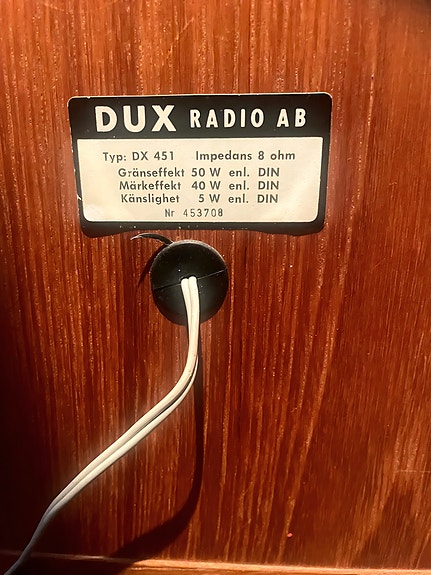 DUX RADIO AB
Typ: DX 451 Impedans 8 ohm
Gränseffekt 50 W enl. DIN
Märkeffekt 40 W enl. DIN
Känslighet 5 W enl. DIN
Nr 453708